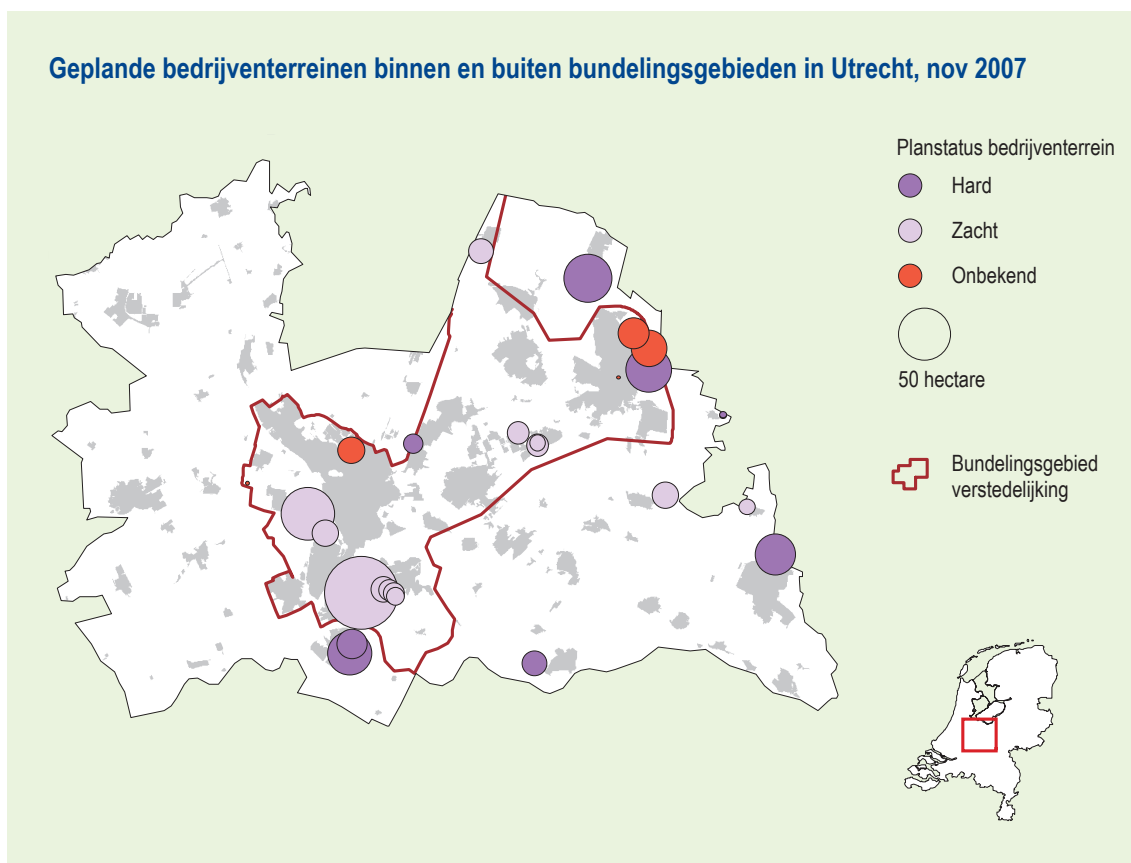 Geplande bedrijventerreinen binnen en buiten bundelingsgebieden in Utrecht, nov 2007
Planstatus bedrijventerrein
Hard
Zacht
Onbekend
50 hectare
Bundelingsgebied
verstedelijking